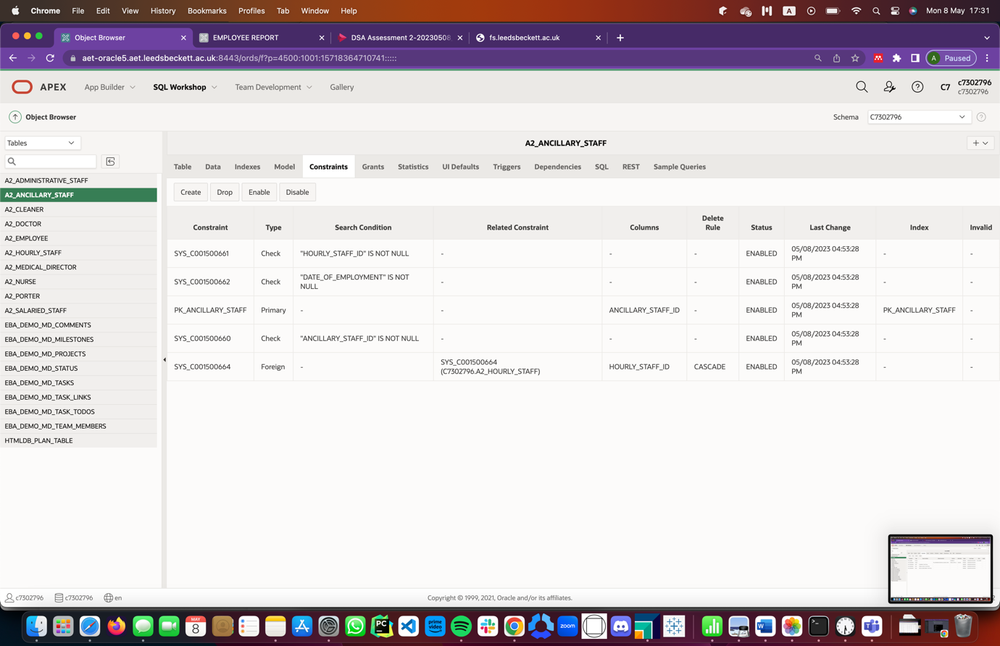 Chrome File Edit View History Bookmarks Profiles Tab Window Help A Mon 8 May 17:31
Object Browser EMPLOYEE REPORT DSA Assessment 2-20230508 fs.leedsbeckett.ac.uk
aet-oracle5.aet.leedsbeckett.ac.uk:8443/ords/f?p=4500:1001:15718364710741::::: A Paused
APEX App Builder SQL Workshop Team Development Gallery C7 c7302796
c7302796
Object Browser Schema C7302796
Tables A2_ANCILLARY_STAFF
Table Data Indexes Model Constraints Grants Statistics UI Defaults Triggers Dependencies SQL REST Sample Queries
Create Drop Enable Disable
A2_ADMINISTRATIVE_STAFF
A2_ANCILLARY_STAFF
A2_CLEANER
A2_DOCTOR
A2_EMPLOYEE
A2_HOURLY_STAFF
A2_MEDICAL_DIRECTOR
A2_NURSE
A2_PORTER
A2_SALARIED_STAFF
EBA_DEMO_MD_COMMENTS
EBA_DEMO_MD_MILESTONES
EBA_DEMO_MD_PROJECTS
EBA_DEMO_MD_STATUS
EBA_DEMO_MD_TASKS
EBA_DEMO_MD_TASK_LINKS
EBA_DEMO_MD_TASK_TODOS
EBA_DEMO_MD_TEAM_MEMBERS
HTMLDB_PLAN_TABLE
Constraint Type Search Condition Related Constraint Columns Delete Rule Status Last Change Index Invalid
SYS_C001500661 Check "HOURLY_STAFF_ID" IS NOT NULL - - - ENABLED 05/08/2023 04:53:28 PM - -
SYS_C001500662 Check "DATE_OF_EMPLOYMENT" IS NOT NULL - - - ENABLED 05/08/2023 04:53:28 PM - -
PK_ANCILLARY_STAFF Primary - - ANCILLARY_STAFF_ID - ENABLED 05/08/2023 04:53:28 PM PK_ANCILLARY_STAFF -
SYS_C001500660 Check "ANCILLARY_STAFF_ID" IS NOT NULL - - - ENABLED 05/08/2023 04:53:28 PM - -
SYS_C001500664 Foreign - SYS_C001500664 (C7302796.A2_HOURLY_STAFF) HOURLY_STAFF_ID CASCADE ENABLED 05/08/2023 04:53:28 PM - -
c7302796 c7302796 en Copyright © 1999, 2021, Oracle and/or its affiliates.
MAY 8 PC prime video zoom W